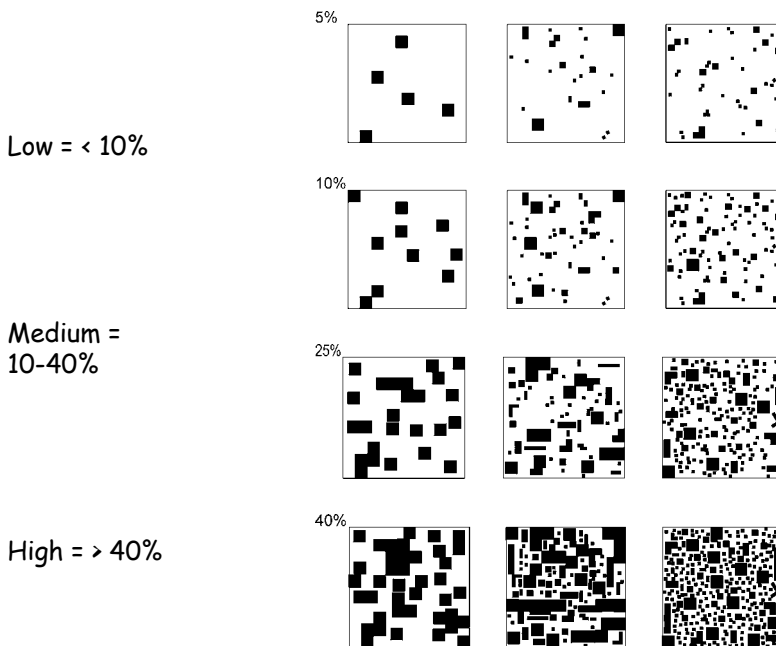 5%
Low = < 10%
10%
Medium =
10-40%
25%
40%
High = > 40%